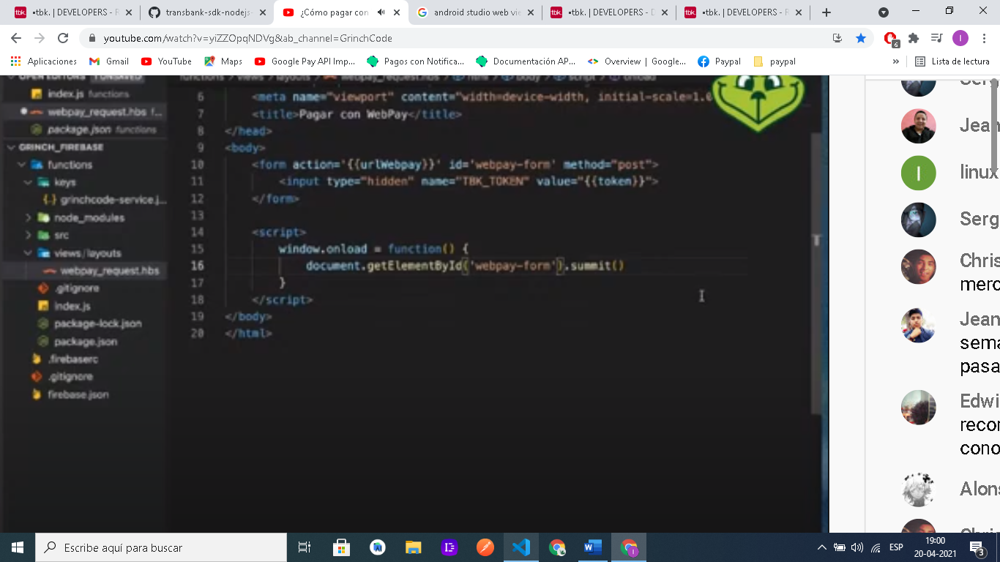 •tbk. | DEVELOPERS - R
transbank-sdk-nodejs-
¿Cómo pagar con
android studio web vie
•tbk. | DEVELOPERS - D
•tbk. | DEVELOPERS - R
youtube.com/watch?v=yiZZOpqNDVg&ab_channel=GrinchCode
6
Aplicaciones
Gmail
YouTube
Maps
Google Pay API Imp...
Pagar con Notifica...
Documentación AP...
Overview | Google...
Paypal
paypal
»
Lista de lectura
OPEN EDITORS 1 UNSAVED
index.js functions
webpay_request.hbs f...
package.json functions
GRINCH_FIREBASE
functions
keys
grinchcode-service.j...
node_modules
src
views/layouts
webpay_request.hbs
.gitignore
index.js
package-lock.json
package.json
.firebaserc
.gitignore
firebase.json
functions > views > layouts > webpay_request.hbs > html > body > script > onload
6 <meta name="viewport" content="width=device-width, initial-scale=1.0
7 <title>Pagar con WebPay</title>
8 </head>
9 <body>
10 <form action='{{urlWebpay}}' id='webpay-form' method="post">
11 <input type="hidden" name="TBK_TOKEN" value="{{token}}">
12 </form>
13
14 <script>
15 window.onload = function() {
16 document.getElementById('webpay-form').summit()
17 }
18 </script>
19 </body>
20 </html>
Serg
Jean
linux
Serg
Chris
merc
Jean
sema
pasa
Edwi
recor
cono
Alons
Chris
Escribe aquí para buscar
ESP
19:00
20-04-2021
3